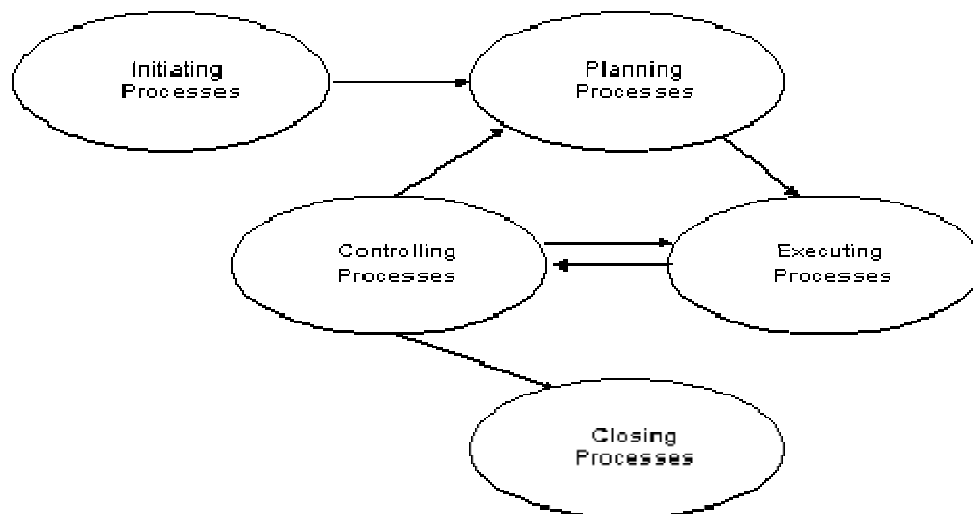 Initiating
Processes
Planning
Processes
Controlling
Processes
Executing
Processes
Closing
Processes